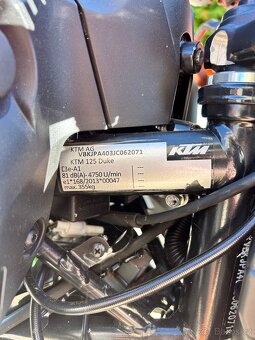 KTM AG
VBKJPA403JC062071
KTM 125 Duke
L3e-A1
81 dB(A)- 4750 U/min
e1*168/2013*00047
max. 355kg
KTM